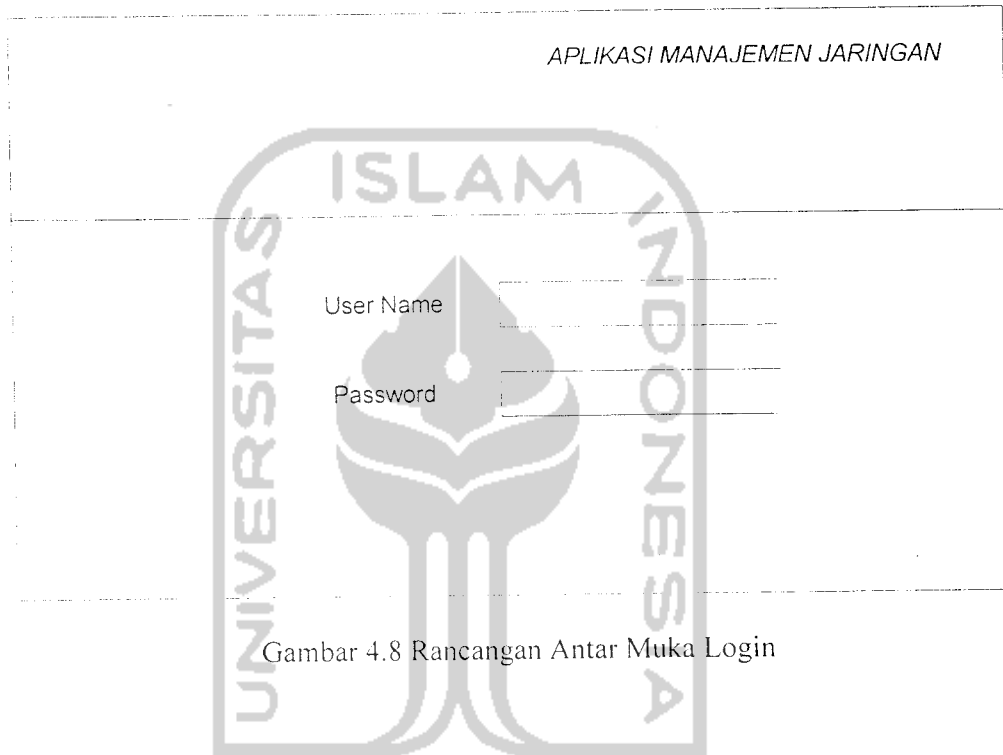 APLIKASI MANAJEMEN JARINGAN
ISLAM
UNIVERSITAS
INDONESIA
User Name
Password
Gambar 4.8 Rancangan Antar Muka Login